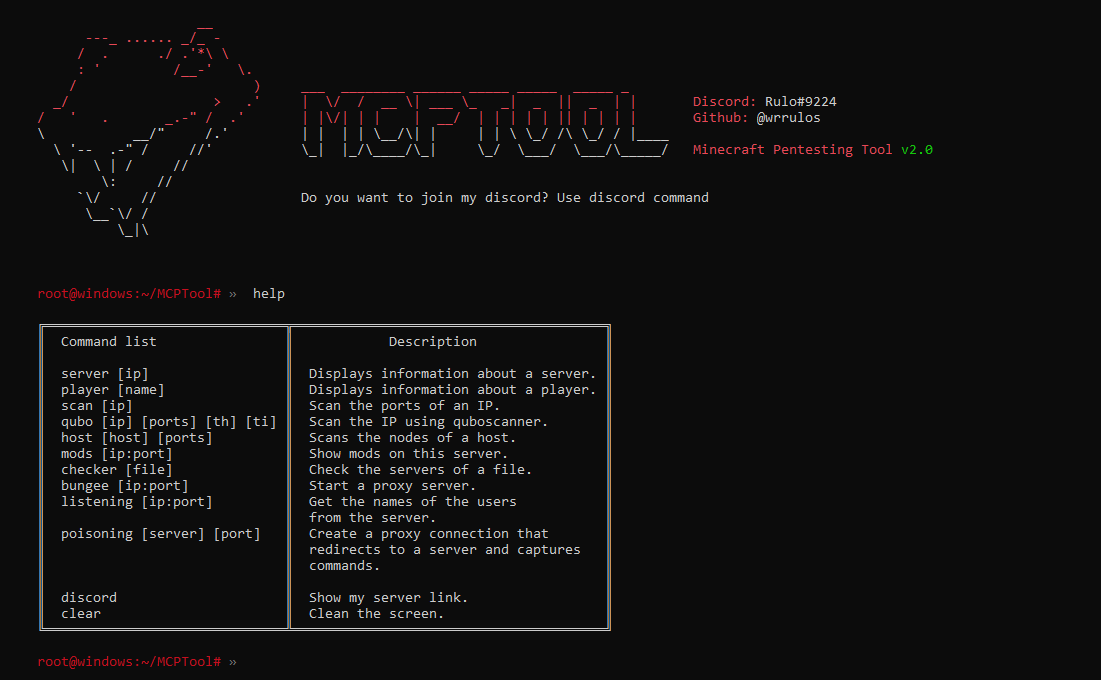 MCPTOOL
Discord: Rulo#9224
Github: @wrrulos
Minecraft Pentesting Tool v2.0
Do you want to join my discord? Use discord command
root@windows:~/MCPTool# » help
Command list Description
server [ip] Displays information about a server.
player [name] Displays information about a player.
scan [ip] Scan the ports of an IP.
qubo [ip] [ports] [th] [ti] Scan the IP using quboscanner.
host [host] [ports] Scans the nodes of a host.
mods [ip:port] Show mods on this server.
checker [file] Check the servers of a file.
bungee [ip:port] Start a proxy server.
listening [ip:port] Get the names of the users
from the server.
poisoning [server] [port] Create a proxy connection that
redirects to a server and captures
commands.
discord Show my server link.
clear Clean the screen.
root@windows:~/MCPTool# »